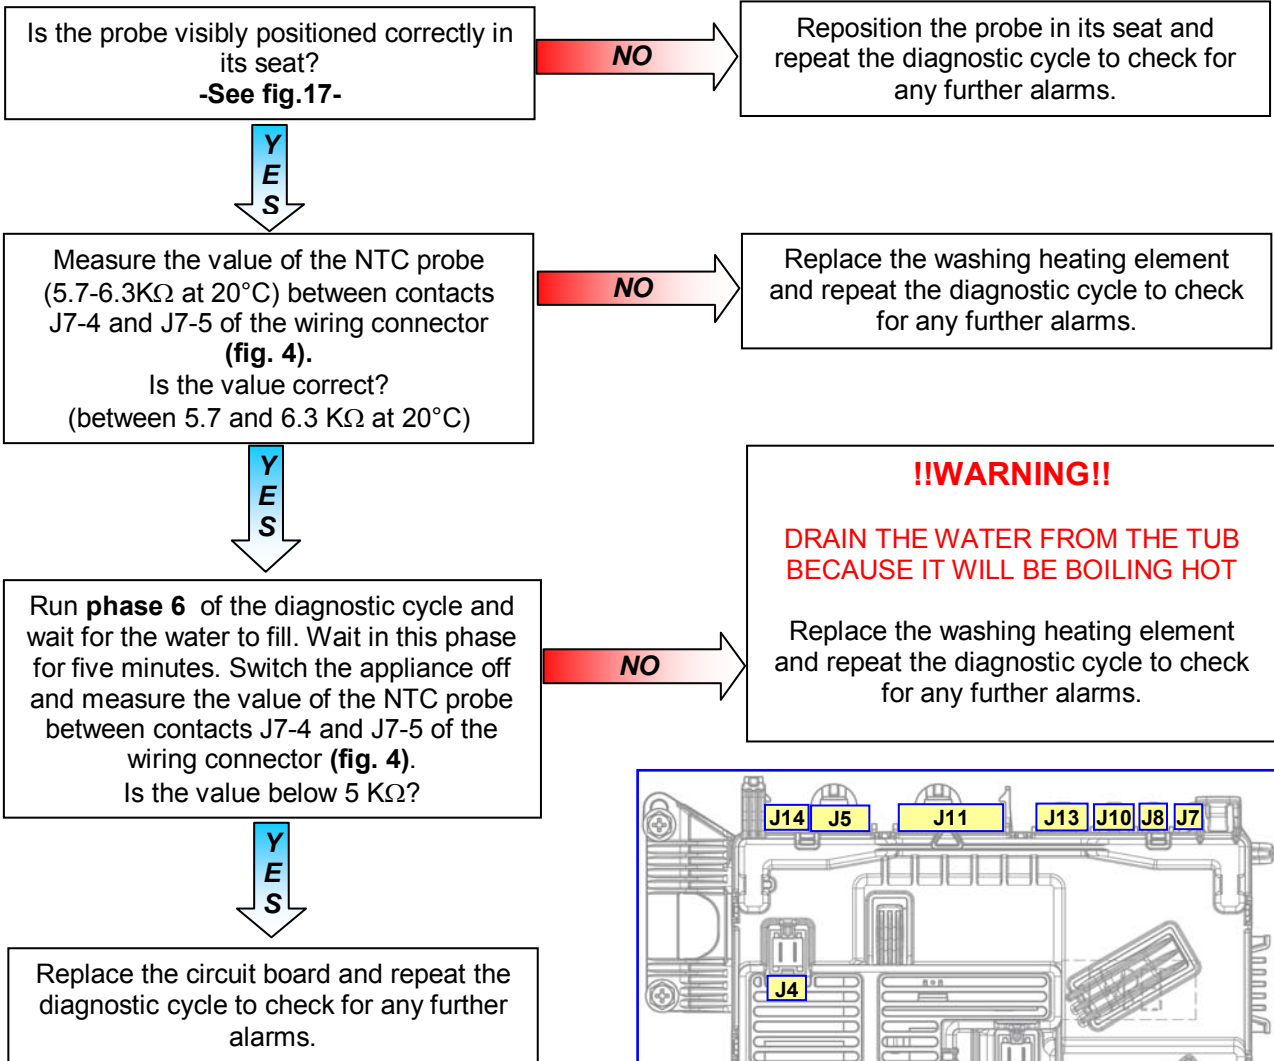 Is the probe visibly positioned correctly in
its seat?
-See fig.17-
NO
Reposition the probe in its seat and
repeat the diagnostic cycle to check for
any further alarms.
YES
Measure the value of the NTC probe
(5.7-6.3KΩ at 20°C) between contacts
J7-4 and J7-5 of the wiring connector
(fig. 4).
Is the value correct?
(between 5.7 and 6.3 KΩ at 20°C)
NO
Replace the washing heating element
and repeat the diagnostic cycle to check
for any further alarms.
YES
Run phase 6 of the diagnostic cycle and
wait for the water to fill. Wait in this phase
for five minutes. Switch the appliance off
and measure the value of the NTC probe
between contacts J7-4 and J7-5 of the
wiring connector (fig. 4).
Is the value below 5 KΩ?
NO
!!WARNING!!
DRAIN THE WATER FROM THE TUB
BECAUSE IT WILL BE BOILING HOT
Replace the washing heating element
and repeat the diagnostic cycle to check
for any further alarms.
YES
Replace the circuit board and repeat the
diagnostic cycle to check for any further
alarms.
J14 J5 J11 J13 J10 J8 J7
J4